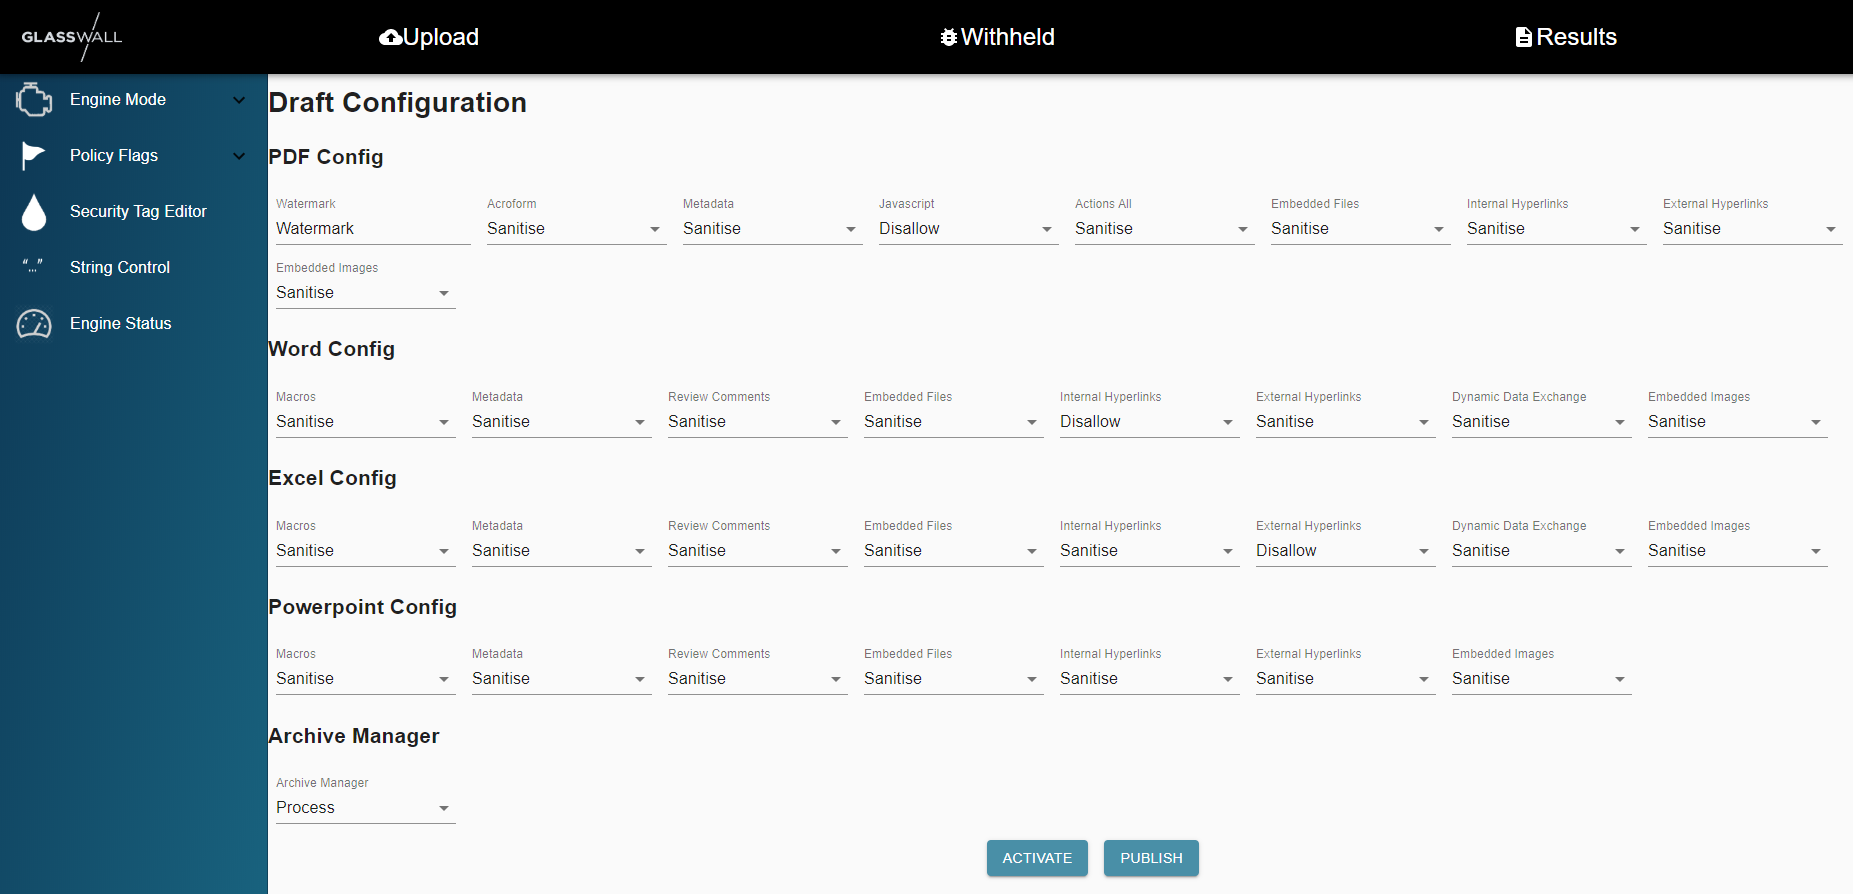 GLASSWALL
Upload Withheld Results
Engine Mode
Policy Flags
Security Tag Editor
String Control
Engine Status
Draft Configuration
PDF Config
Watermark Acroform Metadata Javascript Actions All Embedded Files Internal Hyperlinks External Hyperlinks
Watermark Sanitise Sanitise Disallow Sanitise Sanitise Sanitise Sanitise
Embedded Images
Sanitise
Word Config
Macros Metadata Review Comments Embedded Files Internal Hyperlinks External Hyperlinks Dynamic Data Exchange Embedded Images
Sanitise Sanitise Sanitise Sanitise Disallow Sanitise Sanitise Sanitise
Excel Config
Macros Metadata Review Comments Embedded Files Internal Hyperlinks External Hyperlinks Dynamic Data Exchange Embedded Images
Sanitise Sanitise Sanitise Sanitise Sanitise Disallow Sanitise Sanitise
Powerpoint Config
Macros Metadata Review Comments Embedded Files Internal Hyperlinks External Hyperlinks Embedded Images
Sanitise Sanitise Sanitise Sanitise Sanitise Sanitise Sanitise
Archive Manager
Archive Manager
Process
ACTIVATE PUBLISH